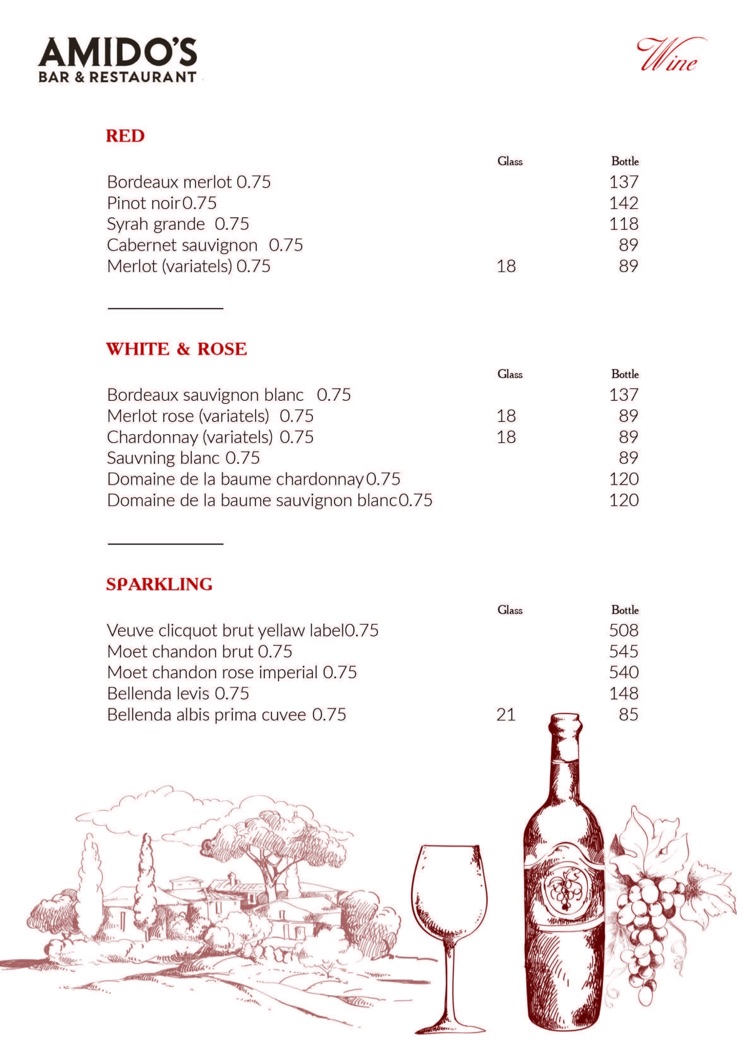 AMIDO'S
BAR & RESTAURANT
Wine
RED
Glass Bottle
Bordeaux merlot 0.75 137
Pinot noir 0.75 142
Syrah grande 0.75 118
Cabernet sauvignon 0.75 89
Merlot (variatels) 0.75 18 89
WHITE & ROSE
Glass Bottle
Bordeaux sauvignon blanc 0.75 137
Merlot rose (variatels) 0.75 18 89
Chardonnay (variatels) 0.75 18 89
Sauvning blanc 0.75 89
Domaine de la baume chardonnay 0.75 120
Domaine de la baume sauvignon blanc0.75 120
SPARKLING
Glass Bottle
Veuve clicquot brut yellaw label0.75 508
Moet chandon brut 0.75 545
Moet chandon rose imperial 0.75 540
Bellenda levis 0.75 148
Bellenda albis prima cuvee 0.75 21 85